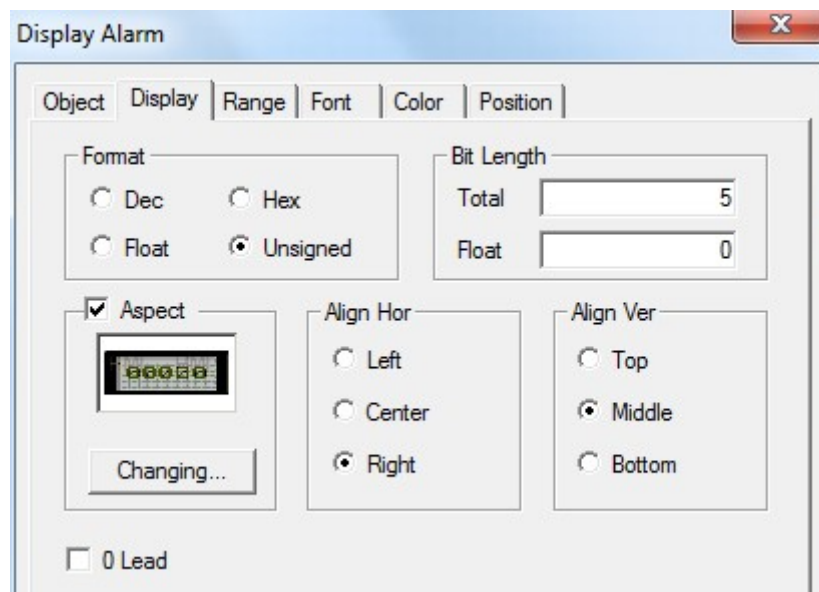 Display Alarm
Object Display Range Font Color Position
Format
Dec Hex
Float Unsigned
Bit Length
Total 5
Float 0
Aspect
Changing...
Align Hor
Left
Center
Right
Align Ver
Top
Middle
Bottom
0 Lead